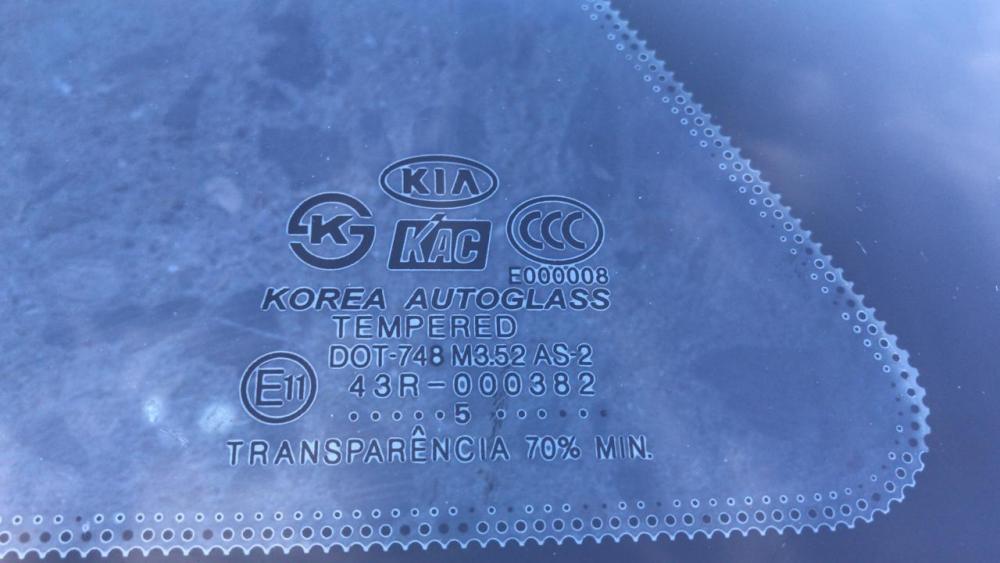 KIA
K
KAC
CCC
E000008
KOREA AUTOGLASS
TEMPERED
DOT-748 M3.52 AS-2
E11
43R-000382
.....5.....
TRANSPARÊNCIA 70% MIN.